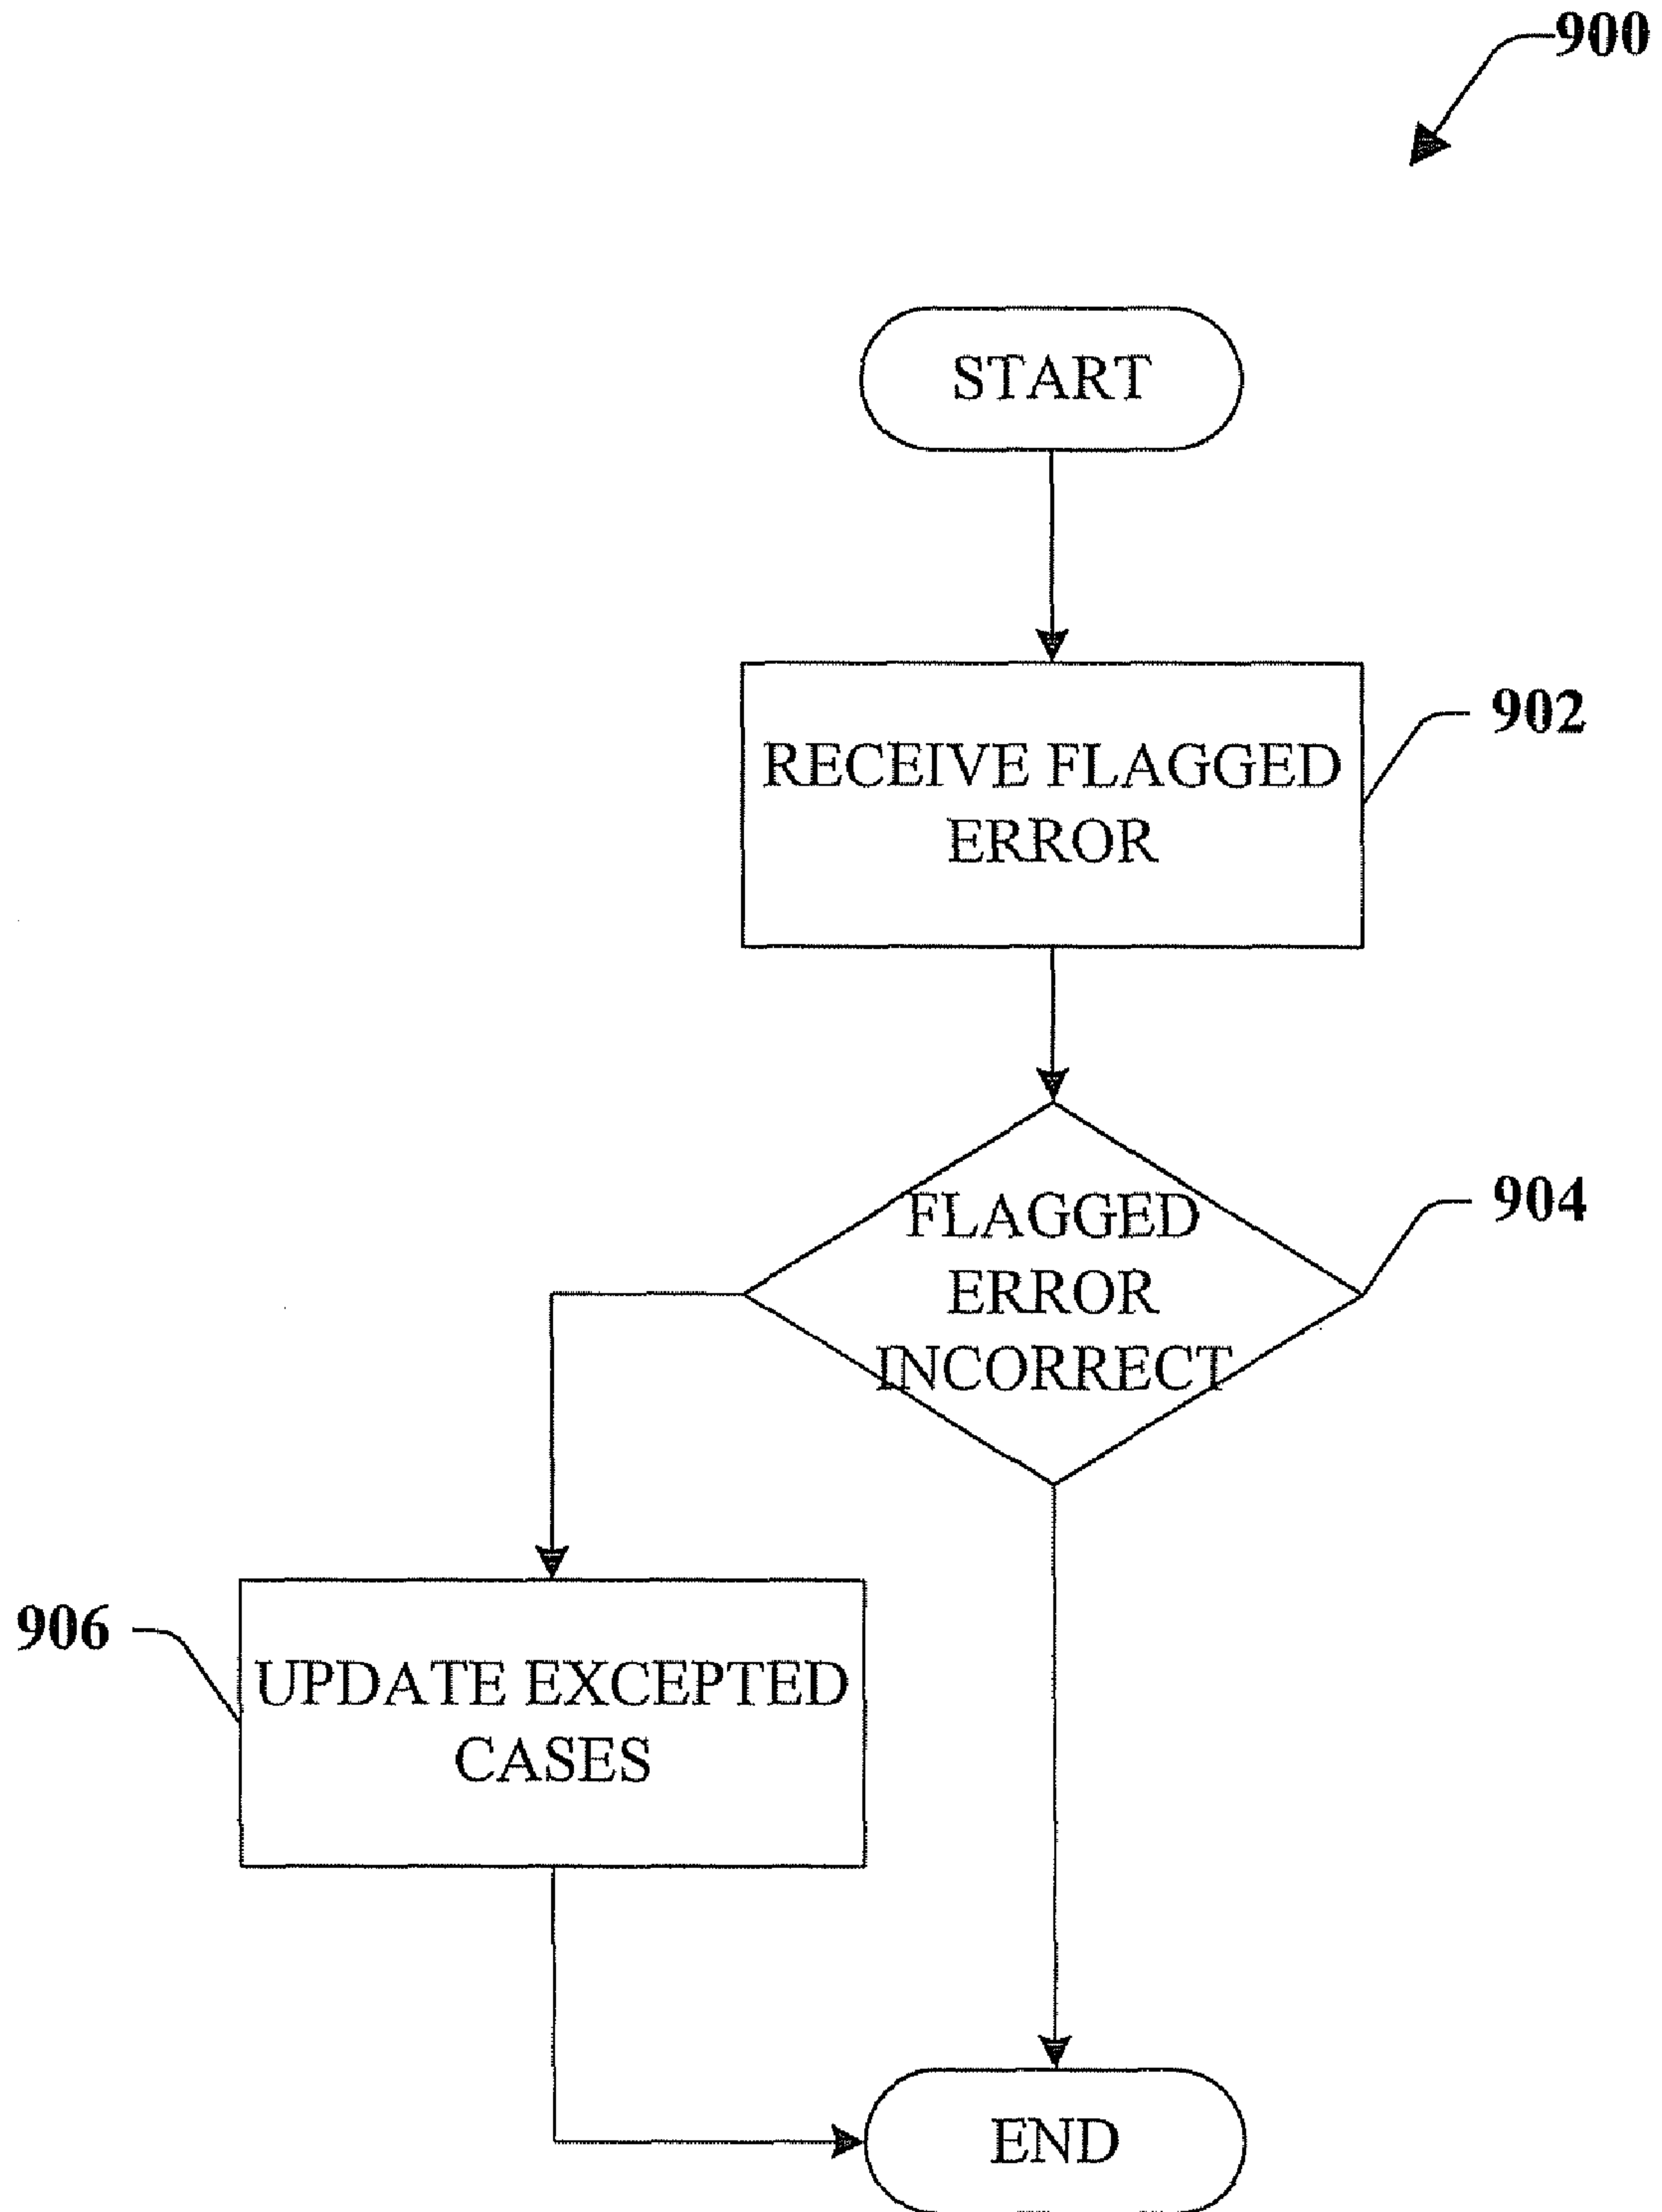 900
START
RECEIVE FLAGGED
ERROR
902
FLAGGED
ERROR
INCORRECT
904
906
UPDATE EXCEPTED
CASES
END